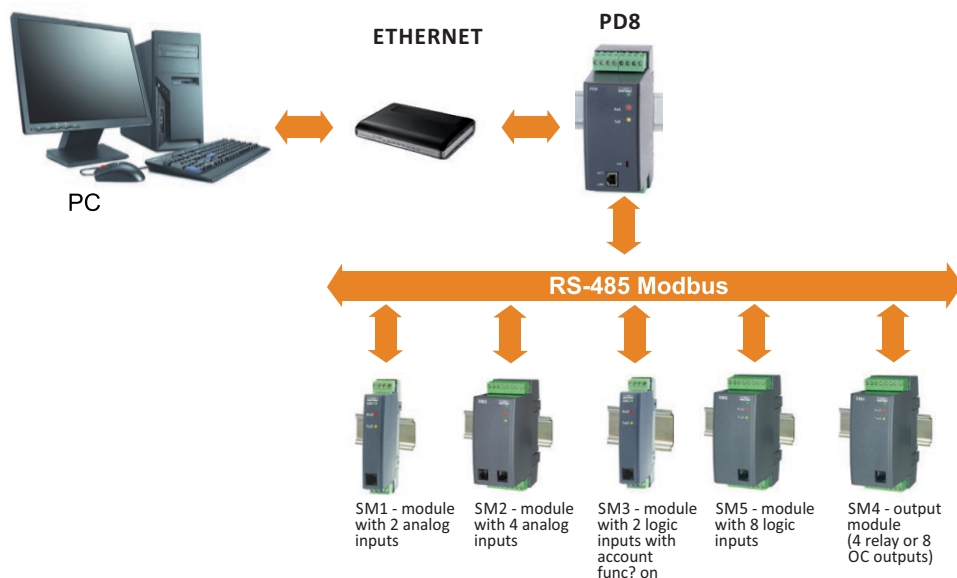 ETHERNET
PD8
PC
RS-485 Modbus
SM1 - module
with 2 analog
inputs
SM2 - module
with 4 analog
inputs
SM3 - module
with 2 logic
inputs with
account
func? on
SM5 - module
with 8 logic
inputs
SM4 - output
module
(4 relay or 8
OC outputs)